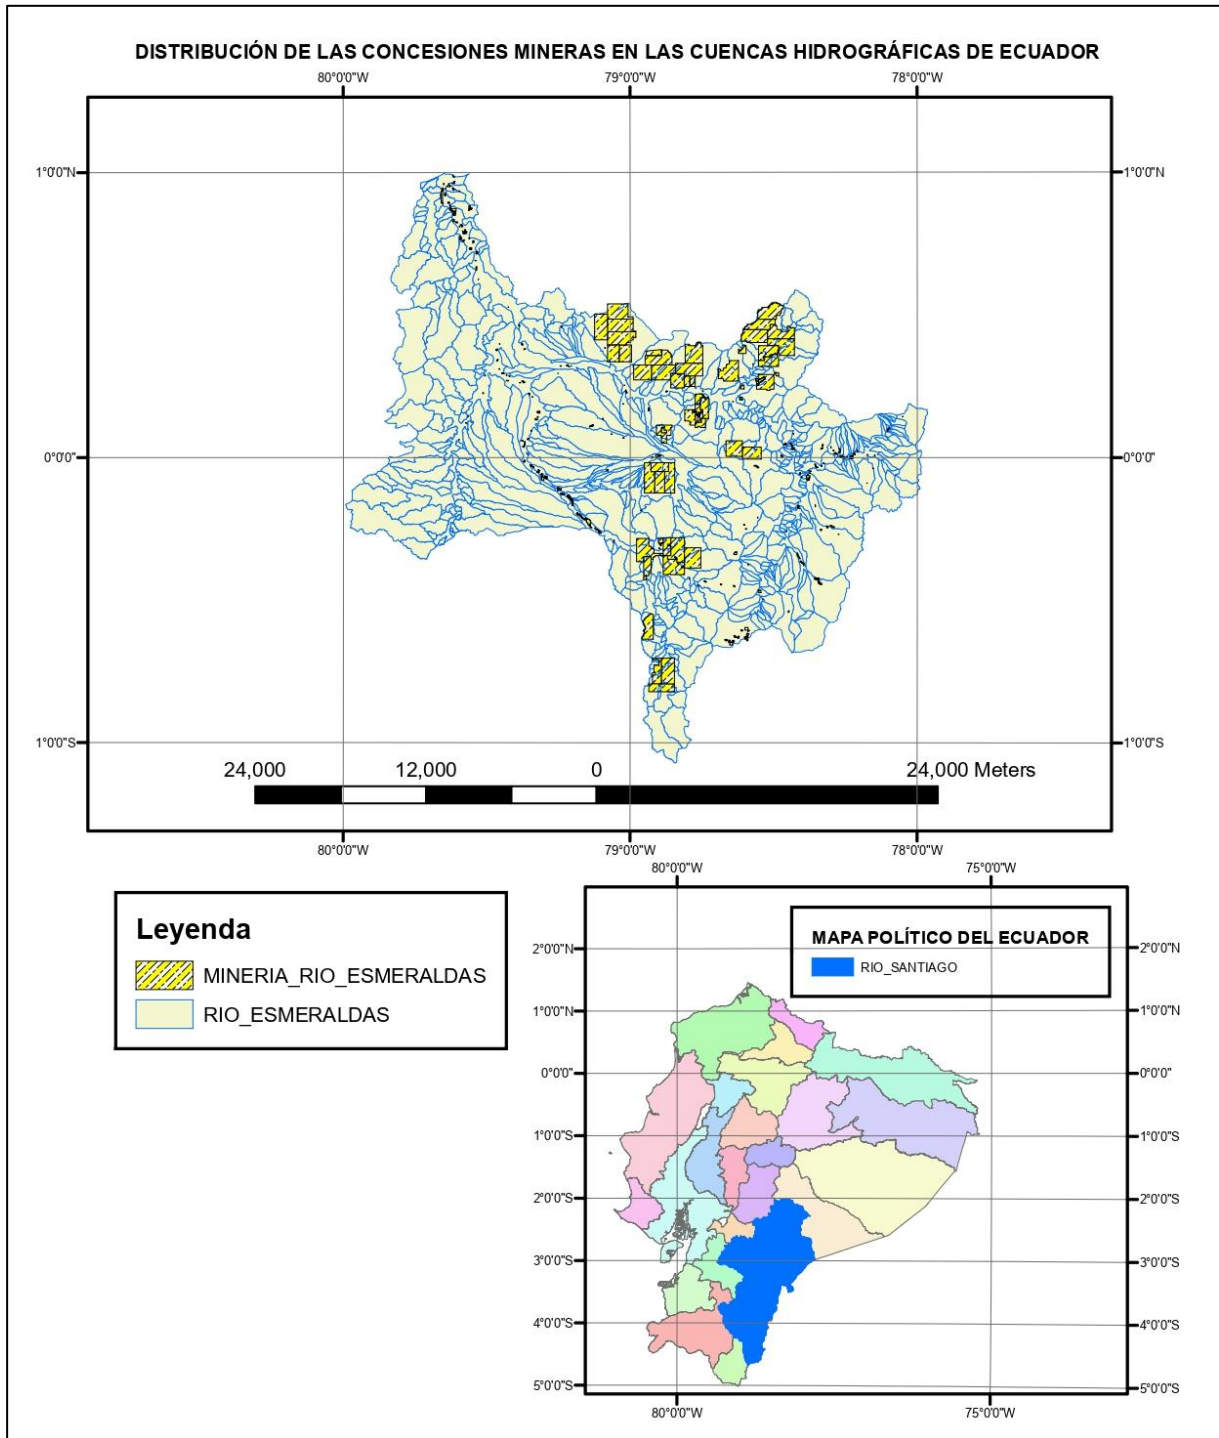 DISTRIBUCIÓN DE LAS CONCESIONES MINERAS EN LAS CUENCAS HIDROGRÁFICAS DE ECUADOR
80°0'0"W 79°0'0"W 78°0'0"W
1°0'0"N 1°0'0"N
0°0'0" 0°0'0"
1°0'0"S 1°0'0"S
24,000 12,000 0 24,000 Meters
80°0'0"W 79°0'0"W 78°0'0"W
Leyenda
MINERIA_RIO_ESMERALDAS
RIO_ESMERALDAS
80°0'0"W 75°0'0"W
MAPA POLÍTICO DEL ECUADOR
RIO_SANTIAGO
2°0'0"N 2°0'0"N
1°0'0"N 1°0'0"N
0°0'0" 0°0'0"
1°0'0"S 1°0'0"S
2°0'0"S 2°0'0"S
3°0'0"S 3°0'0"S
4°0'0"S 4°0'0"S
5°0'0"S 5°0'0"S
80°0'0"W 75°0'0"W